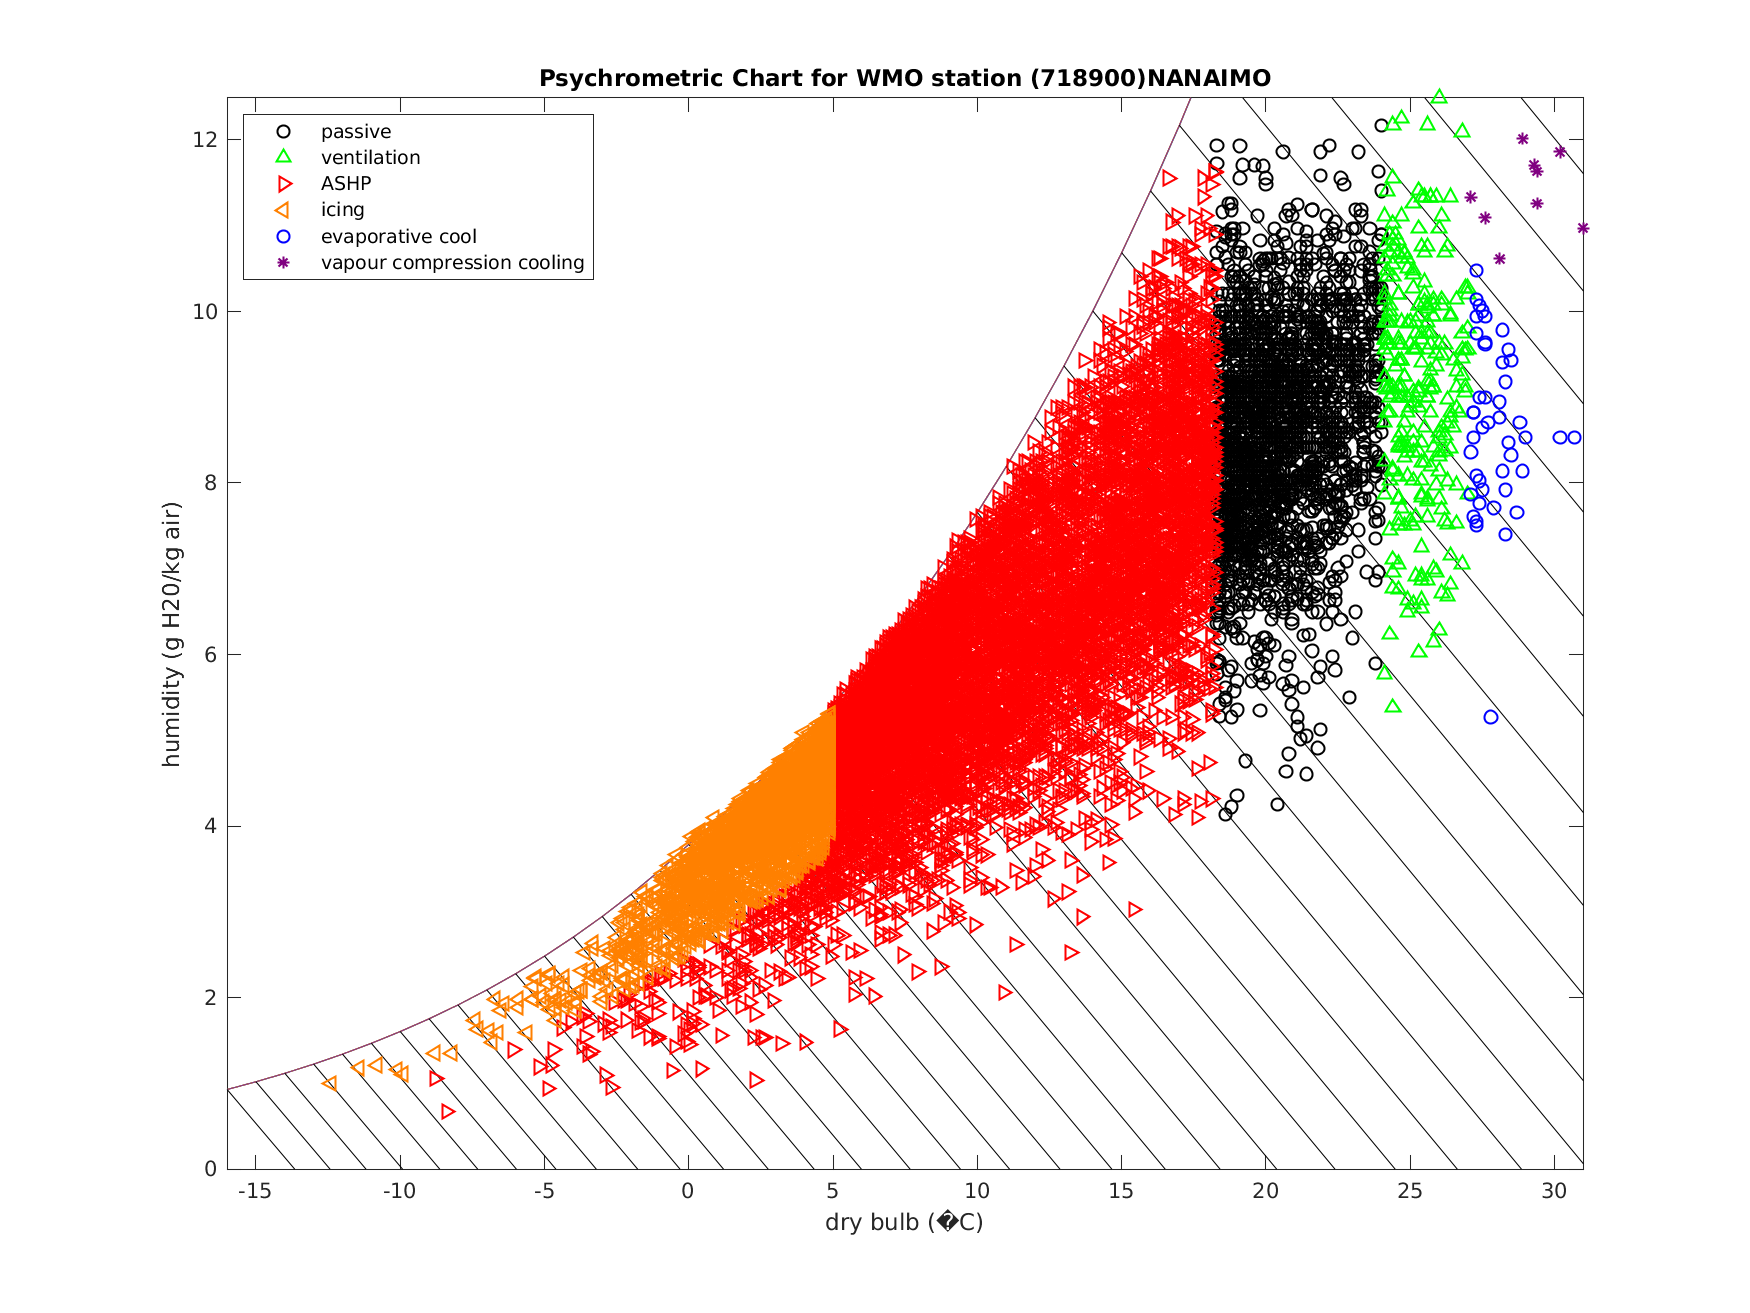 Psychrometric Chart for WMO station (718900)NANAIMO
passive
ventilation
ASHP
icing
evaporative cool
vapour compression cooling
humidity (g H20/kg air)
12
10
8
6
4
2
0
-15 -10 -5 0 5 10 15 20 25 30
dry bulb (�C)